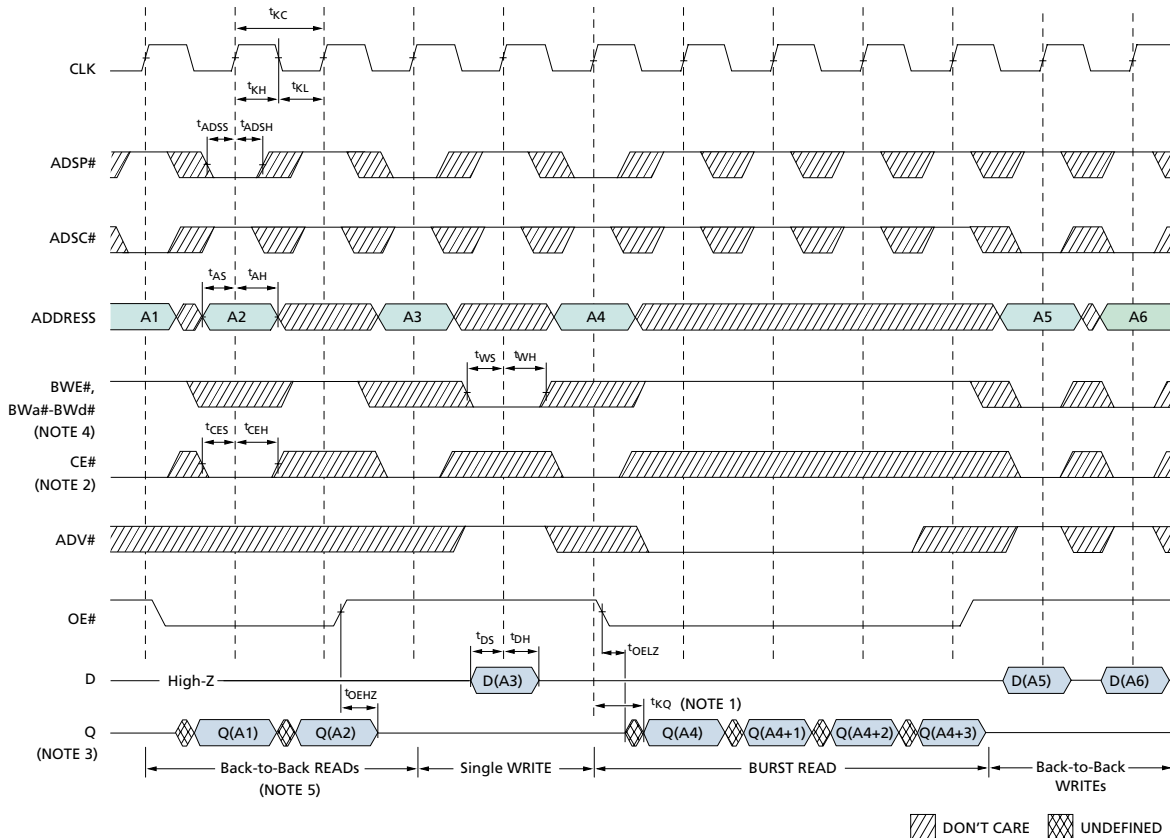 tKC
CLK
tKH
tKL
tADSS
tADSH
ADSP#
ADSC#
tAS
tAH
ADDRESS
A1
A2
A3
A4
A5
A6
tWS
tWH
BWE#,
BWa#-BWd#
(NOTE 4)
tCES
tCEH
CE#
(NOTE 2)
ADV#
OE#
tDS
tDH
tOELZ
D
High-Z
D(A3)
D(A5)
D(A6)
tOEHZ
tKQ (NOTE 1)
Q
(NOTE 3)
Q(A1)
Q(A2)
Q(A4)
Q(A4+1)
Q(A4+2)
Q(A4+3)
Back-to-Back READs
(NOTE 5)
Single WRITE
BURST READ
Back-to-Back
WRITEs
DON'T CARE
UNDEFINED